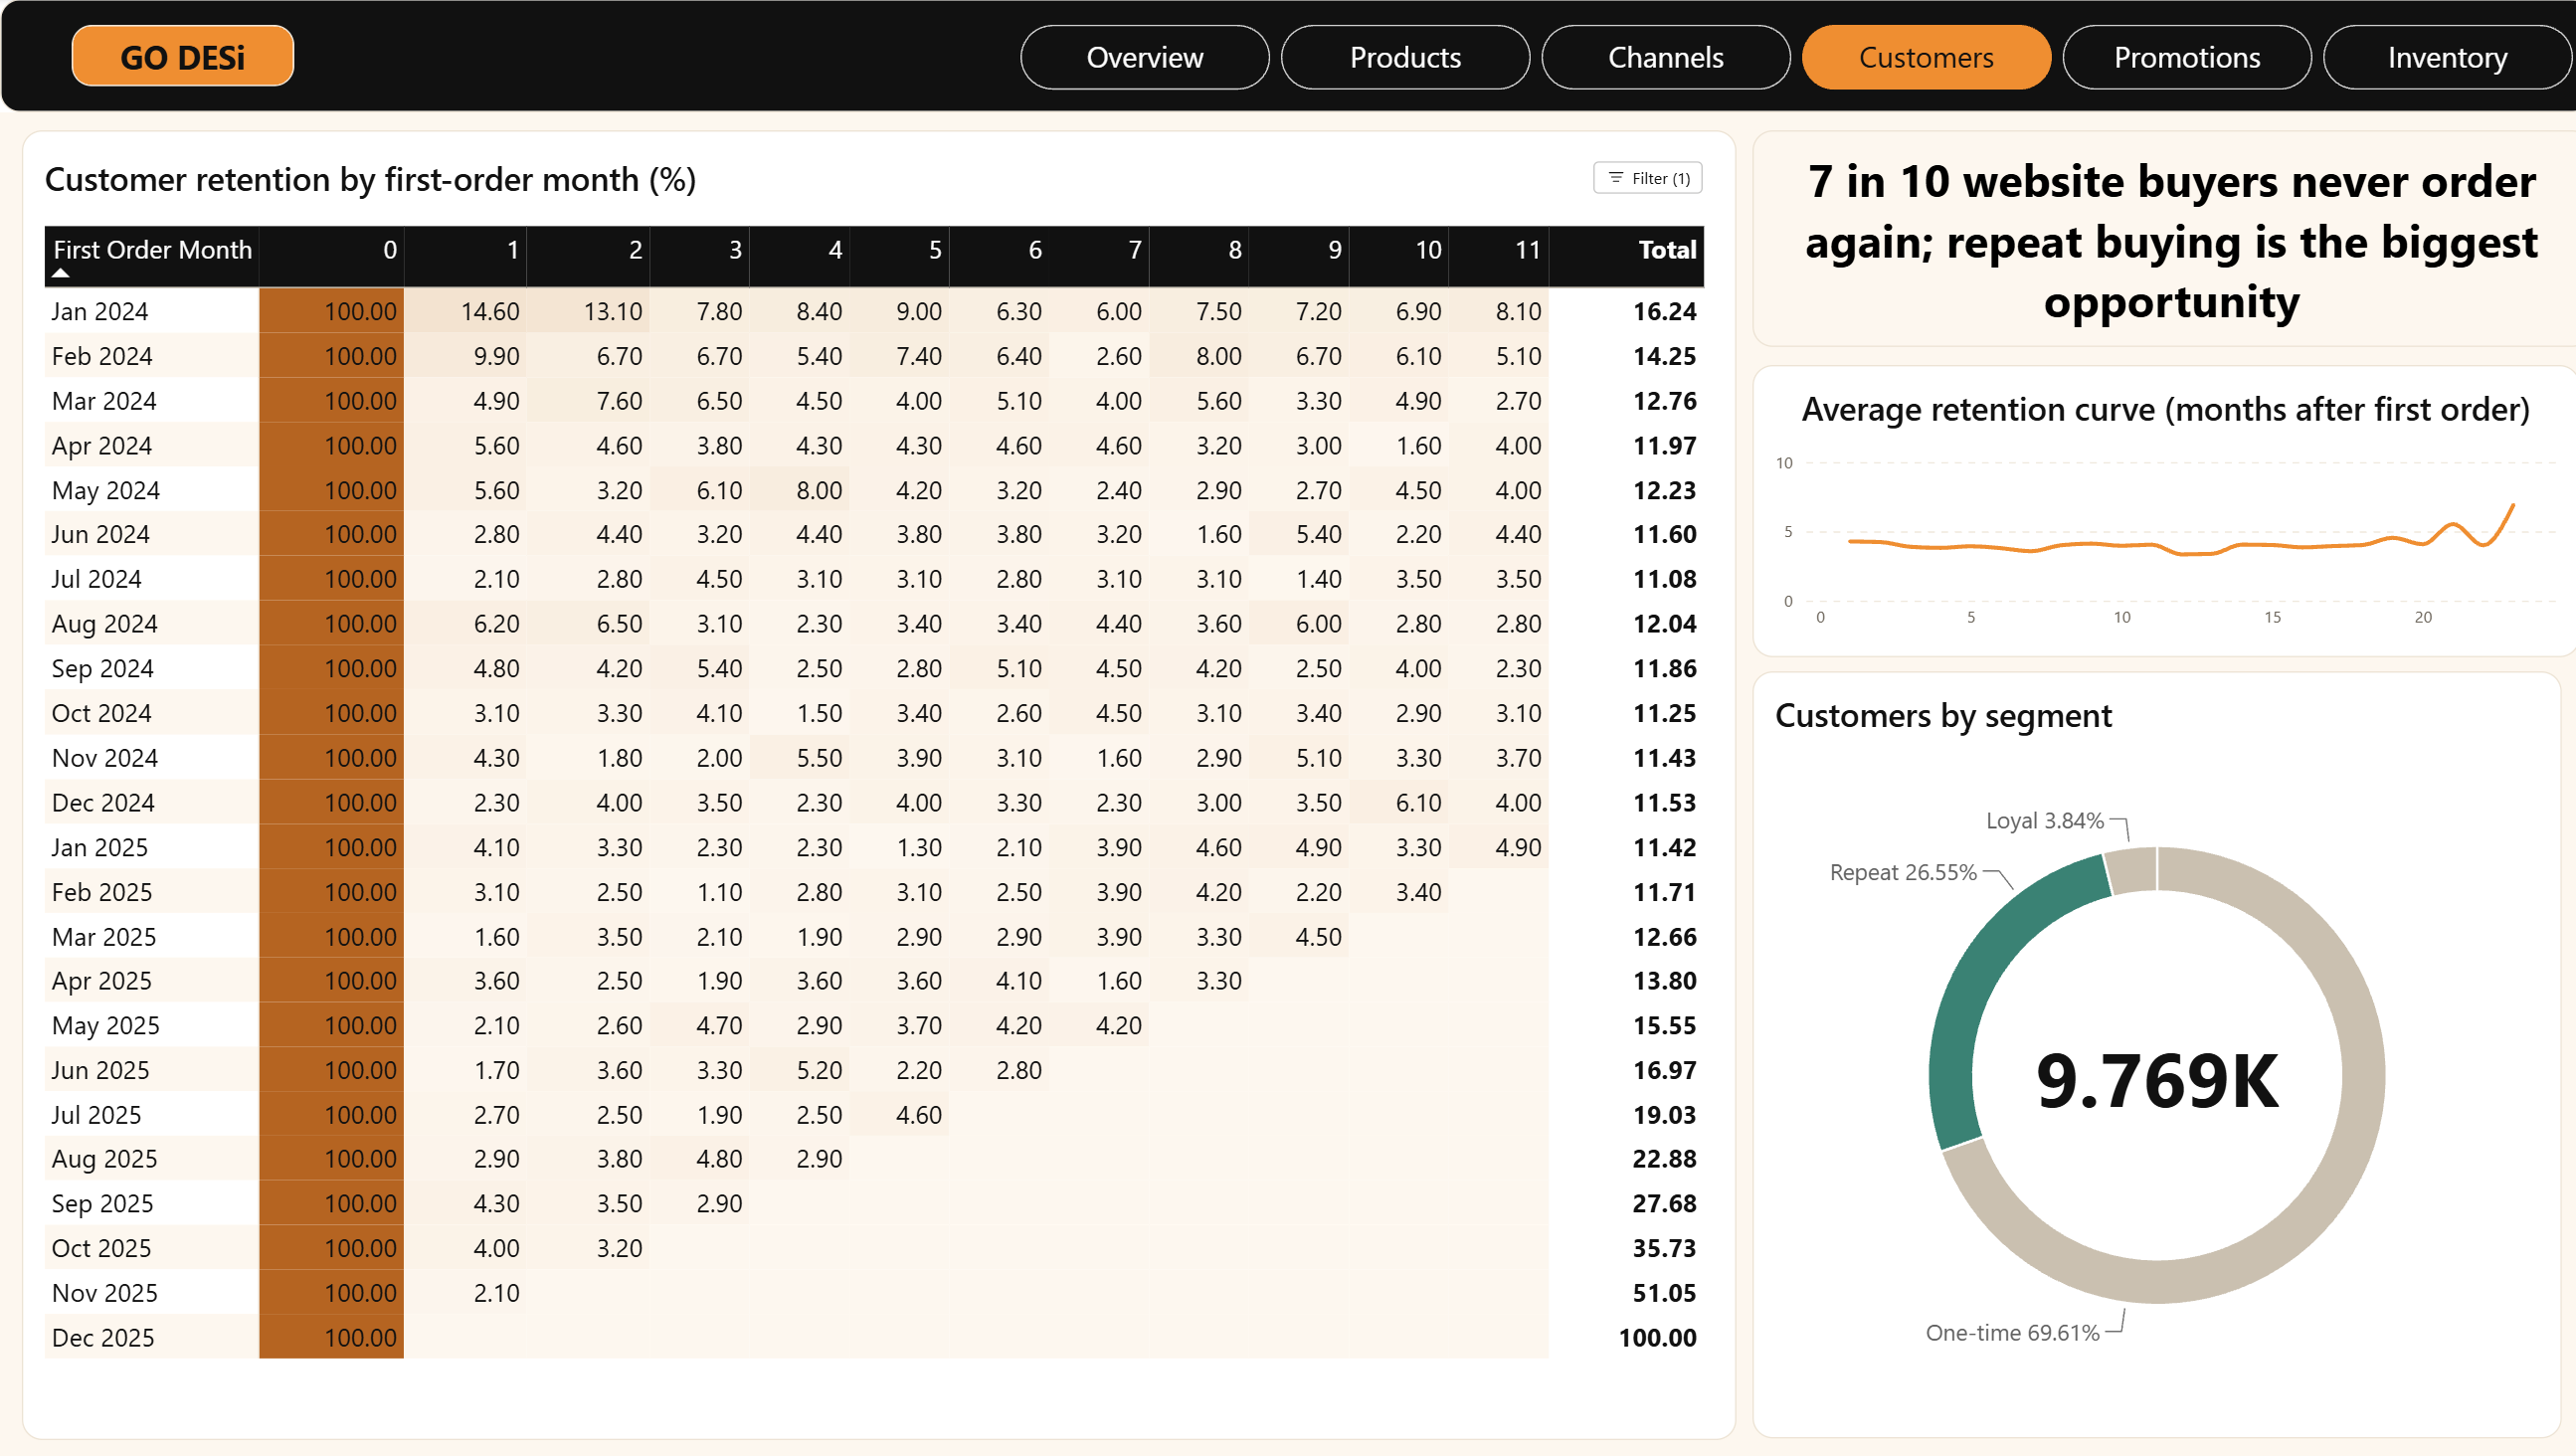 GO DESi
Overview
Products
Channels
Customers
Promotions
Inventory
Customer retention by first-order month (%)
Filter (1)
First Order Month 0 1 2 3 4 5 6 7 8 9 10 11 Total
Jan 2024 100.00 14.60 13.10 7.80 8.40 9.00 6.30 6.00 7.50 7.20 6.90 8.10 16.24
Feb 2024 100.00 9.90 6.70 6.70 5.40 7.40 6.40 2.60 8.00 6.70 6.10 5.10 14.25
Mar 2024 100.00 4.90 7.60 6.50 4.50 4.00 5.10 4.00 5.60 3.30 4.90 2.70 12.76
Apr 2024 100.00 5.60 4.60 3.80 4.30 4.30 4.60 4.60 3.20 3.00 1.60 4.00 11.97
May 2024 100.00 5.60 3.20 6.10 8.00 4.20 3.20 2.40 2.90 2.70 4.50 4.00 12.23
Jun 2024 100.00 2.80 4.40 3.20 4.40 3.80 3.80 3.20 1.60 5.40 2.20 4.40 11.60
Jul 2024 100.00 2.10 2.80 4.50 3.10 3.10 2.80 3.10 3.10 1.40 3.50 3.50 11.08
Aug 2024 100.00 6.20 6.50 3.10 2.30 3.40 3.40 4.40 3.60 6.00 2.80 2.80 12.04
Sep 2024 100.00 4.80 4.20 5.40 2.50 2.80 5.10 4.50 4.20 2.50 4.00 2.30 11.86
Oct 2024 100.00 3.10 3.30 4.10 1.50 3.40 2.60 4.50 3.10 3.40 2.90 3.10 11.25
Nov 2024 100.00 4.30 1.80 2.00 5.50 3.90 3.10 1.60 2.90 5.10 3.30 3.70 11.43
Dec 2024 100.00 2.30 4.00 3.50 2.30 4.00 3.30 2.30 3.00 3.50 6.10 4.00 11.53
Jan 2025 100.00 4.10 3.30 2.30 2.30 1.30 2.10 3.90 4.60 4.90 3.30 4.90 11.42
Feb 2025 100.00 3.10 2.50 1.10 2.80 3.10 2.50 3.90 4.20 2.20 3.40 11.71
Mar 2025 100.00 1.60 3.50 2.10 1.90 2.90 2.90 3.90 3.30 4.50 12.66
Apr 2025 100.00 3.60 2.50 1.90 3.60 3.60 4.10 1.60 3.30 13.80
May 2025 100.00 2.10 2.60 4.70 2.90 3.70 4.20 4.20 15.55
Jun 2025 100.00 1.70 3.60 3.30 5.20 2.20 2.80 16.97
Jul 2025 100.00 2.70 2.50 1.90 2.50 4.60 19.03
Aug 2025 100.00 2.90 3.80 4.80 2.90 22.88
Sep 2025 100.00 4.30 3.50 2.90 27.68
Oct 2025 100.00 4.00 3.20 35.73
Nov 2025 100.00 2.10 51.05
Dec 2025 100.00 100.00
7 in 10 website buyers never order
again; repeat buying is the biggest
opportunity
Average retention curve (months after first order)
10
5
0
0 5 10 15 20
Customers by segment
Loyal 3.84%
Repeat 26.55%
9.769K
One-time 69.61%